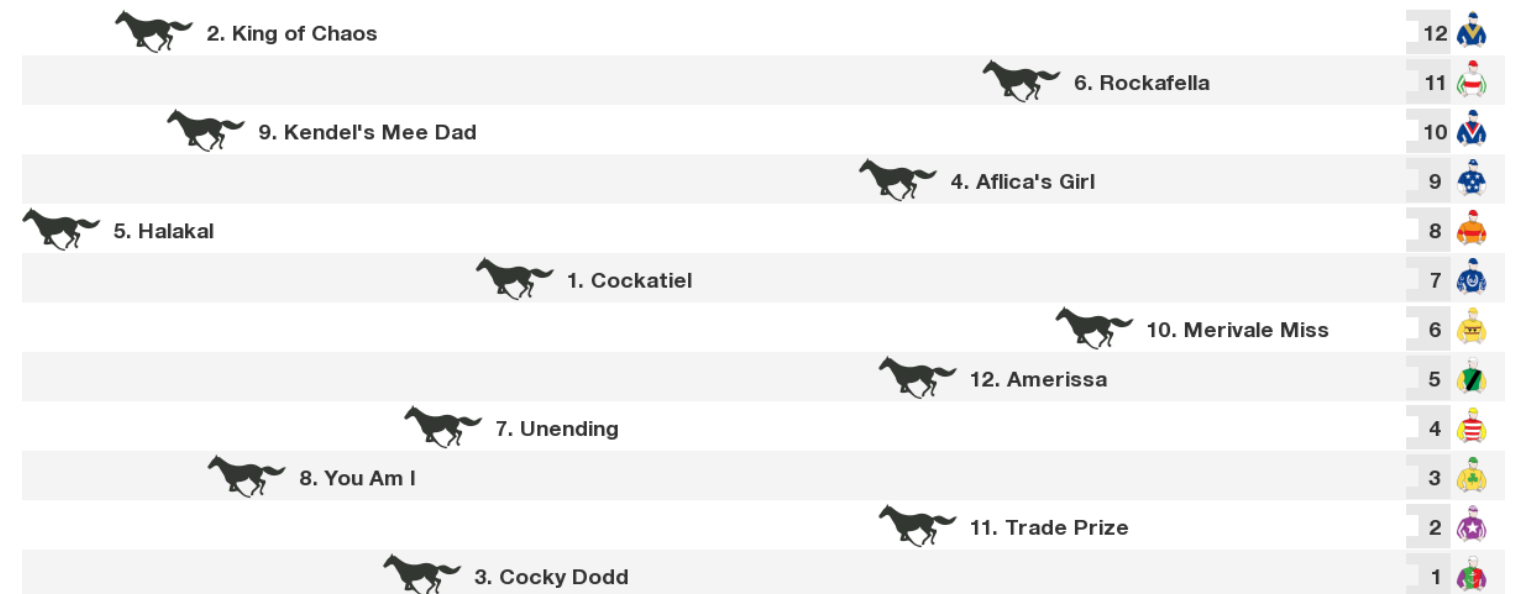 2. King of Chaos 12
6. Rockafella 11
9. Kendel's Mee Dad 10
4. Aflica's Girl 9
5. Halakal 8
1. Cockatiel 7
10. Merivale Miss 6
12. Amerissa 5
7. Unending 4
8. You Am I 3
11. Trade Prize 2
3. Cocky Dodd 1